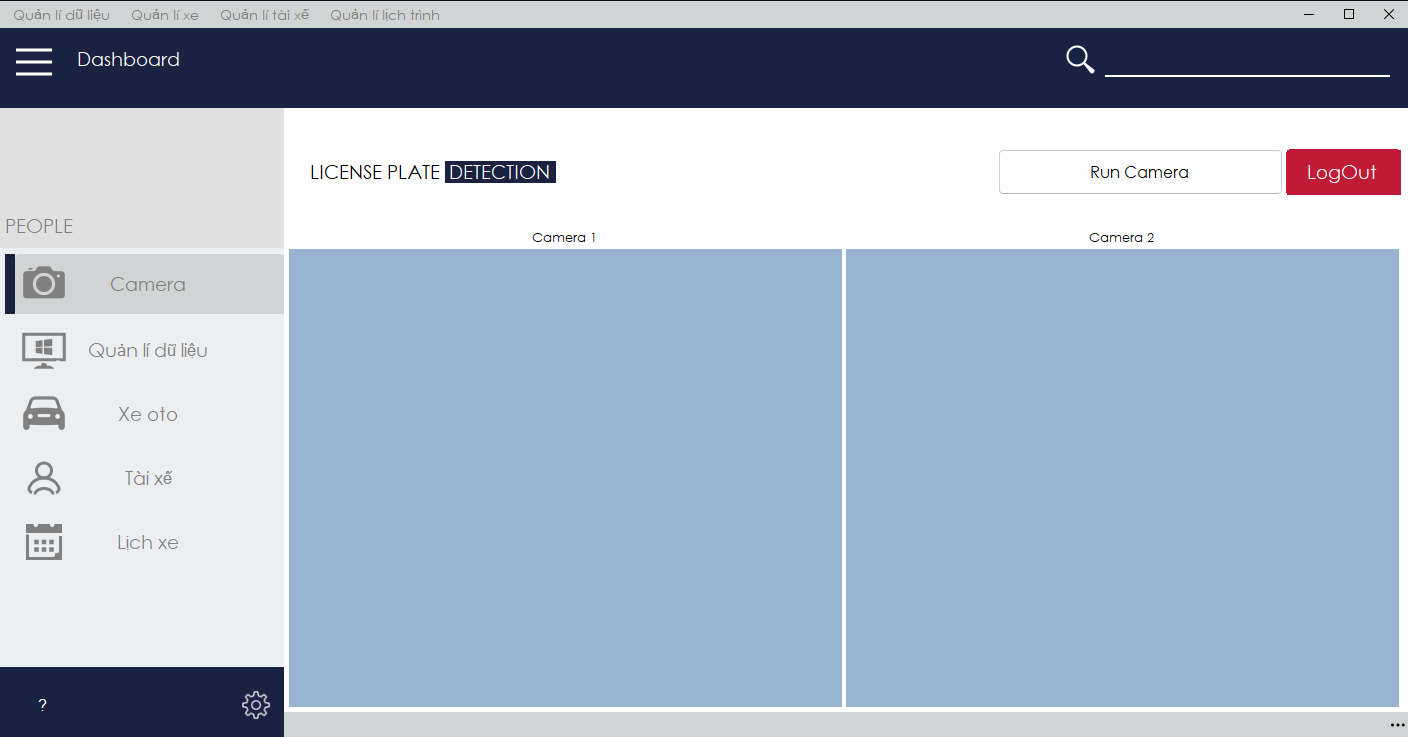 Quản lí dữ liệu Quản lí xe Quản lí tài xế Quản lí lịch trình
Dashboard
LICENSE PLATE DETECTION
Run Camera
LogOut
PEOPLE
Camera 1
Camera 2
Camera
Quản lí dữ liệu
Xe oto
Tài xế
Lịch xe
?